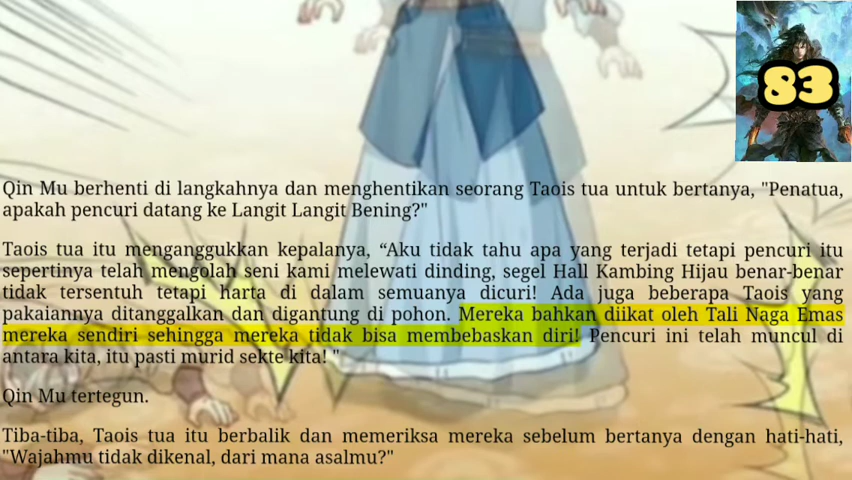 83
Qin Mu berhenti di langkahnya dan menghentikan seorang Taois tua untuk bertanya, "Penatua,
apakah pencuri datang ke Langit Langit Bening?"
Taois tua itu menganggukkan kepalanya, “Aku tidak tahu apa yang terjadi tetapi pencuri itu
sepertinya telah mengolah seni kami melewati dinding, segel Hall Kambing Hijau benar-benar
tidak tersentuh tetapi harta di dalam semuanya dicuri! Ada juga beberapa Taois yang
pakaiannya ditanggalkan dan digantung di pohon. Mereka bahkan diikat oleh Tali Naga Emas
mereka sendiri sehingga mereka tidak bisa membebaskan diri! Pencuri ini telah muncul di
antara kita, itu pasti murid sekte kita! "
Qin Mu tertegun.
Tiba-tiba, Taois tua itu berbalik dan memeriksa mereka sebelum bertanya dengan hati-hati,
"Wajahmu tidak dikenal, dari mana asalmu?"